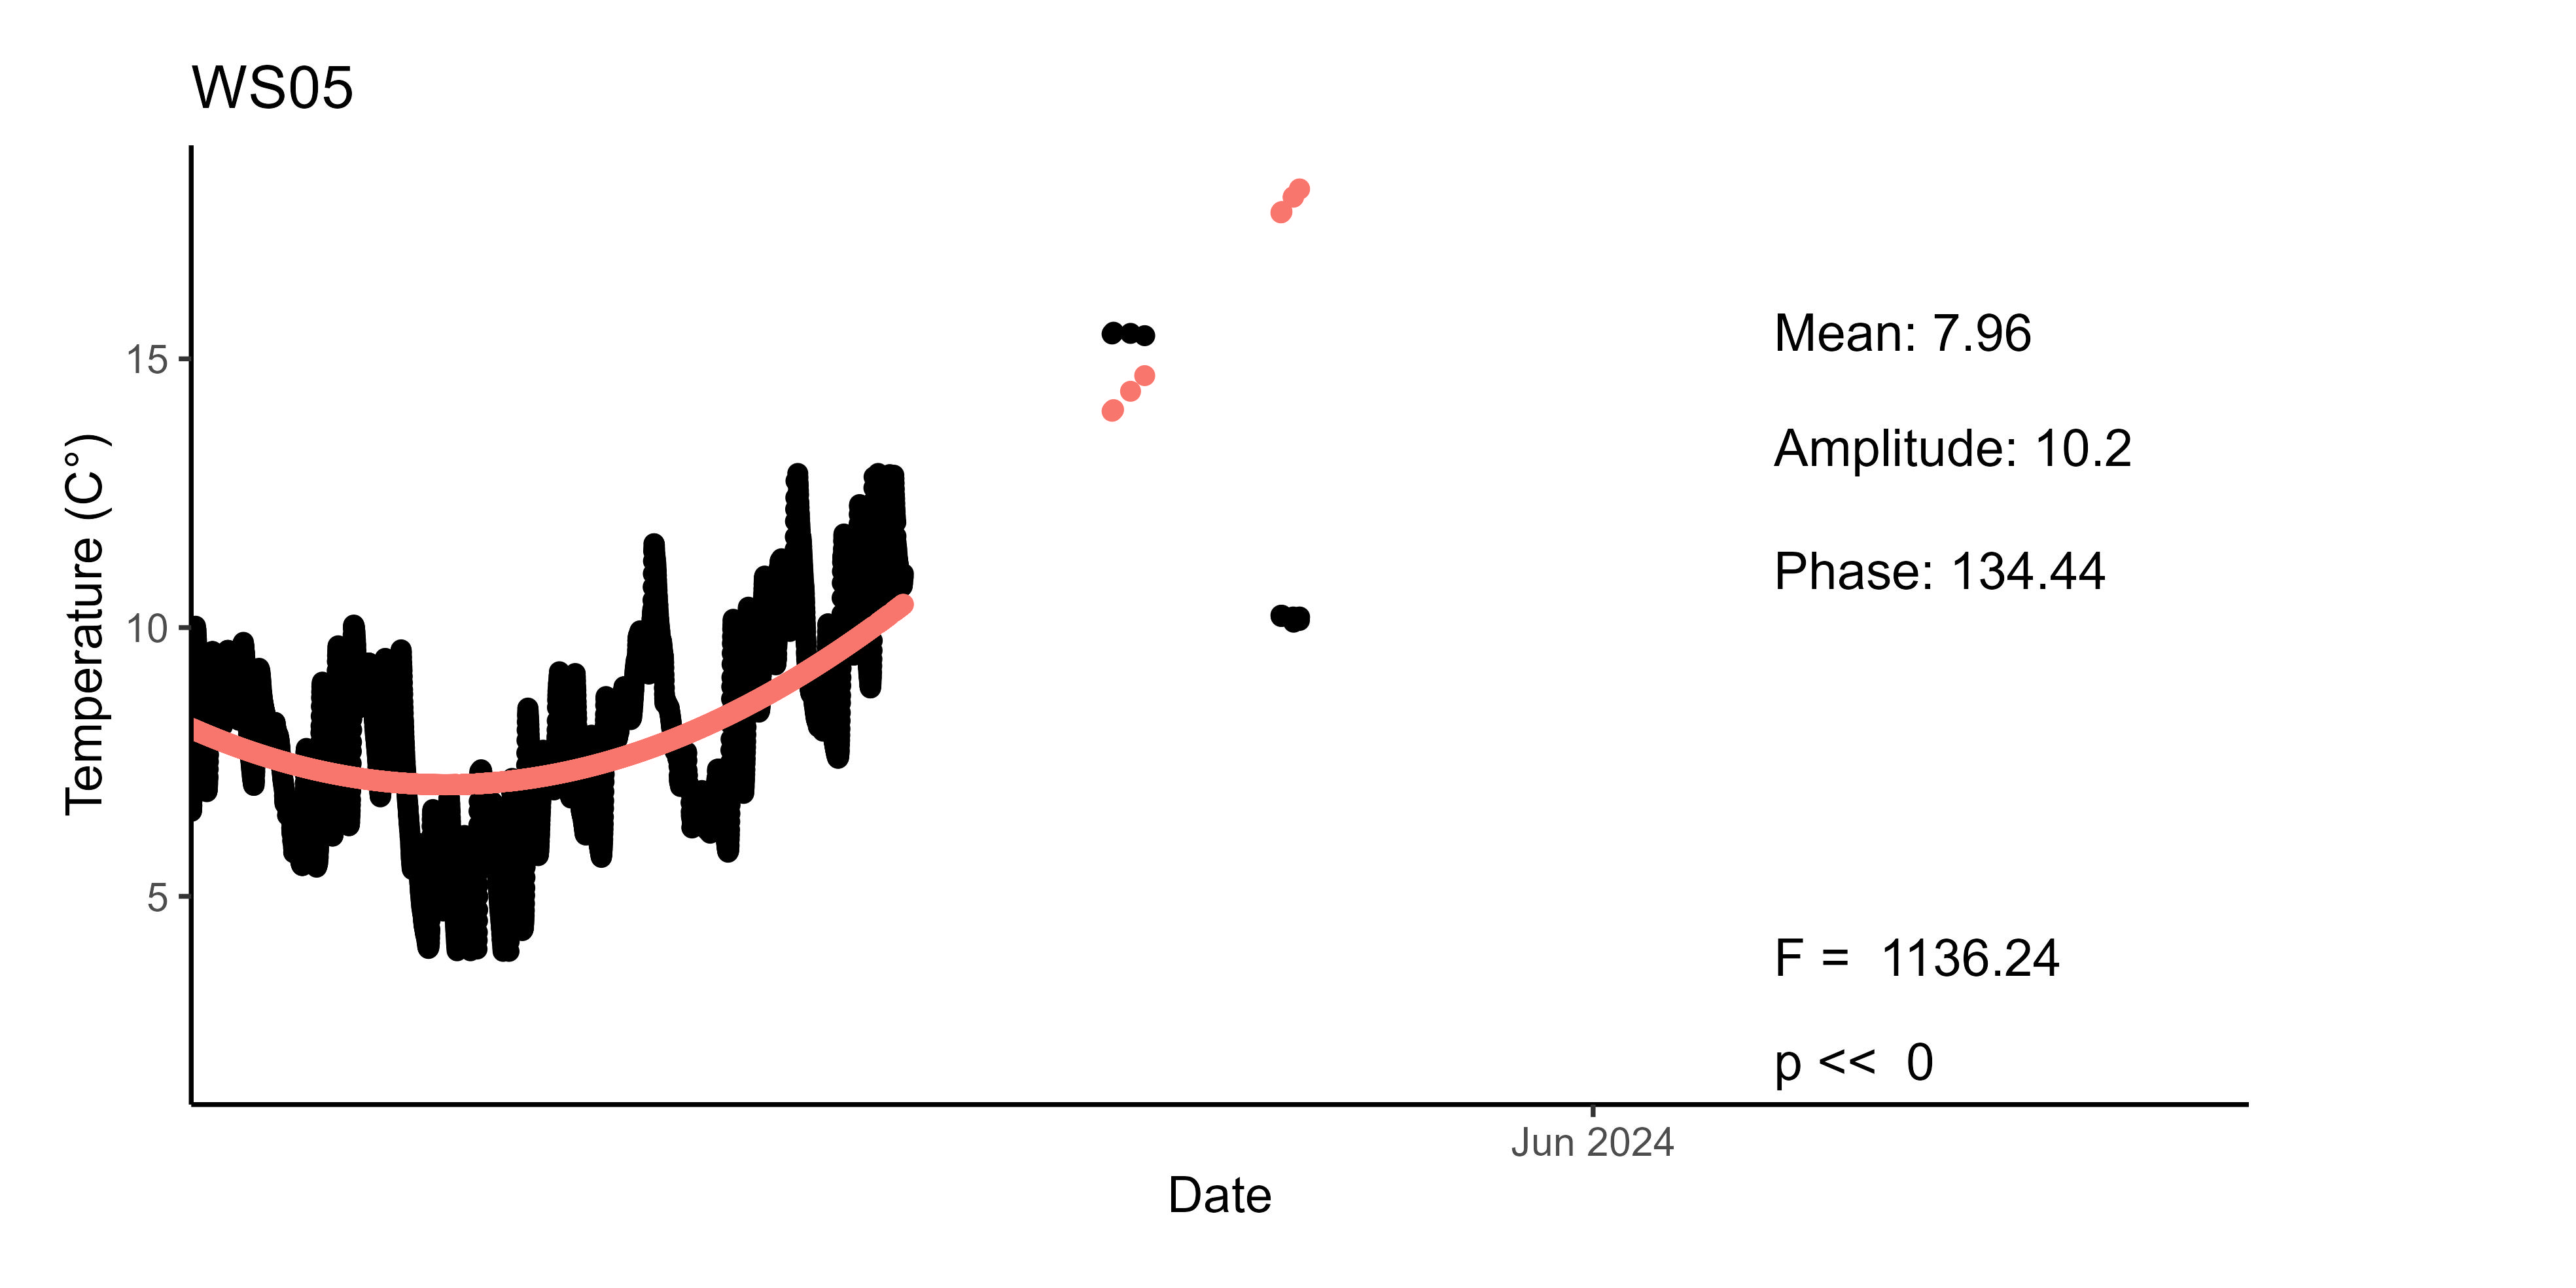 WS05
Temperature (C°)
15
10
5
Mean: 7.96
Amplitude: 10.2
Phase: 134.44
F =  1136.24
p <<  0
Jun 2024
Date